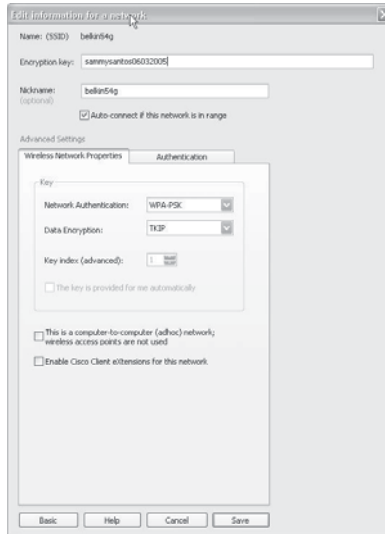 Edit information for a network
Name: (SSID) belkin54g
Encryption key: sammysantos06032005
Nickname: belkin54g
(optional)
Auto-connect if this network is in range
Advanced Settings
Wireless Network Properties Authentication
Key
Network Authentication: WPA-PSK
Data Encryption: TKIP
Key index (advanced): 1
The key is provided for me automatically
This is a computer-to-computer (adhoc) network;
wireless access points are not used
Enable Cisco Client eXtensions for this network
Basic Help Cancel Save